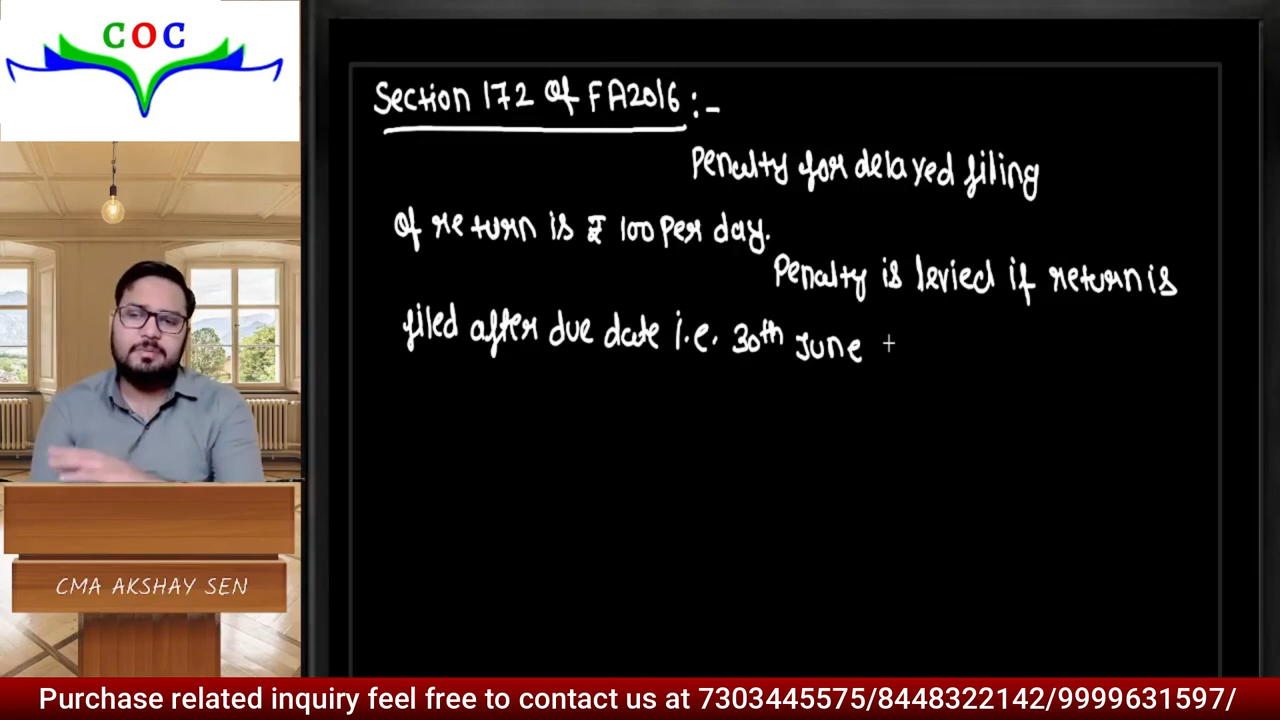 COC
Section 172 of FA2016 :-
Penalty for delayed filing
of return is ₹ 100 per day.
Penalty is levied if return is
filed after due date i.e. 30th June
CMA AKSHAY SEN
Purchase related inquiry feel free to contact us at 7303445575/8448322142/9999631597/